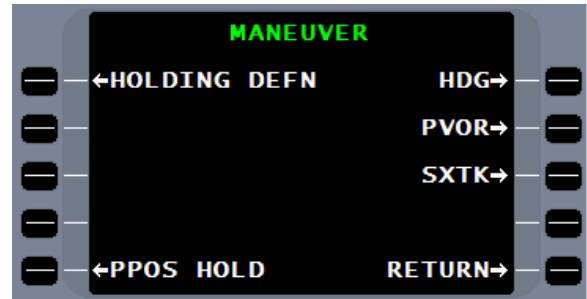 MANEUVER
←HOLDING DEFN HDG→
PVOR→
SXTK→
←PPOS HOLD RETURN→